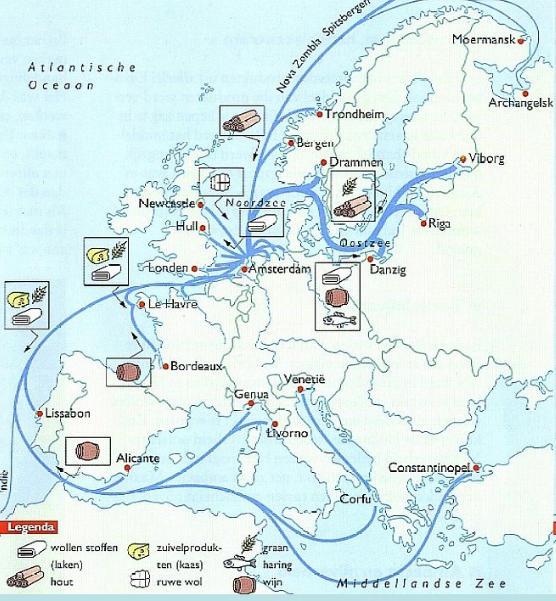 Nova Zembla Spitsbergen
Moermansk
Atlantische
Oceaan
Archangelsk
Trondheim
Bergen
Drammen
Viborg
Newcastle
Noordzee
Hull
Riga
Oostzee
Londen
Amsterdam
Danzig
Le Havre
Bordeaux
Venetië
Genua
Lissabon
Livorno
Alicante
Constantinopel
Indië
Corfu
Legenda
wollen stoffen
(laken)
hout
zuivelproduk-
ten (kaas)
ruwe wol
graan
haring
wijn
Middellandse Zee